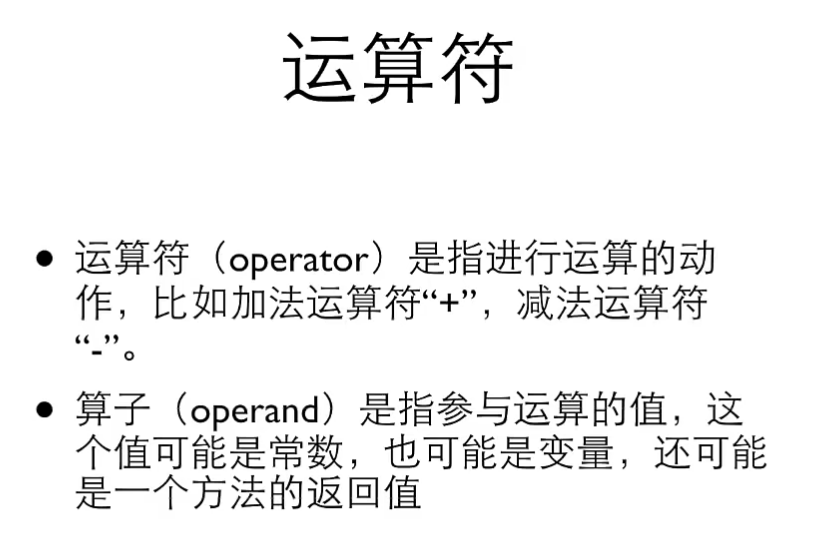 运算符
• 运算符（operator）是指进行运算的动
作，比如加法运算符“+”，减法运算符
“-”。
• 算子（operand）是指参与运算的值，这
个值可能是常数，也可能是变量，还可能
是一个方法的返回值